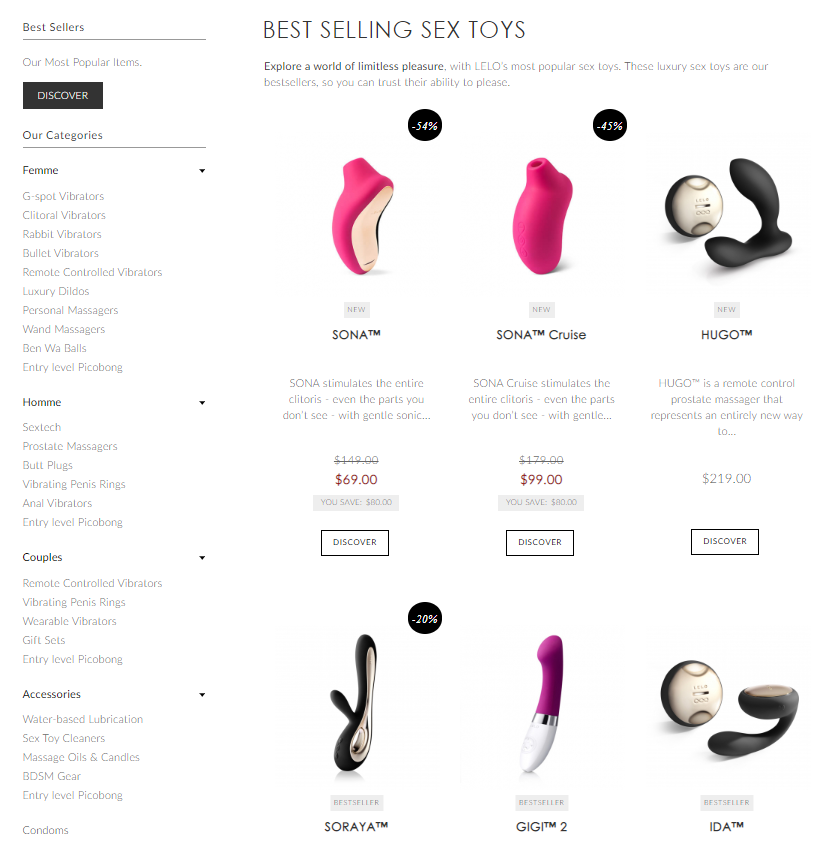 Best Sellers
Our Most Popular Items.
DISCOVER
Our Categories
Femme
G-spot Vibrators
Clitoral Vibrators
Rabbit Vibrators
Bullet Vibrators
Remote Controlled Vibrators
Luxury Dildos
Personal Massagers
Wand Massagers
Ben Wa Balls
Entry level Picobong
Homme
Sextech
Prostate Massagers
Butt Plugs
Vibrating Penis Rings
Anal Vibrators
Entry level Picobong
Couples
Remote Controlled Vibrators
Vibrating Penis Rings
Wearable Vibrators
Gift Sets
Entry level Picobong
Accessories
Water-based Lubrication
Sex Toy Cleaners
Massage Oils & Candles
BDSM Gear
Entry level Picobong
Condoms
BEST SELLING SEX TOYS
Explore a world of limitless pleasure, with LELO's most popular sex toys. These luxury sex toys are our
bestsellers, so you can trust their ability to please.
-54%
NEW
SONA™
SONA stimulates the entire
clitoris - even the parts you
don't see - with gentle sonic...
$149.00
$69.00
YOU SAVE: $80.00
DISCOVER
-45%
NEW
SONA™ Cruise
SONA Cruise stimulates the
entire clitoris - even the parts
you don't see - with gentle...
$179.00
$99.00
YOU SAVE: $80.00
DISCOVER
LELO
NEW
HUGO™
HUGO™ is a remote control
prostate massager that
represents an entirely new way
to...
$219.00
DISCOVER
-20%
BESTSELLER
SORAYA™
BESTSELLER
GIGI™ 2
LELO
BESTSELLER
IDA™